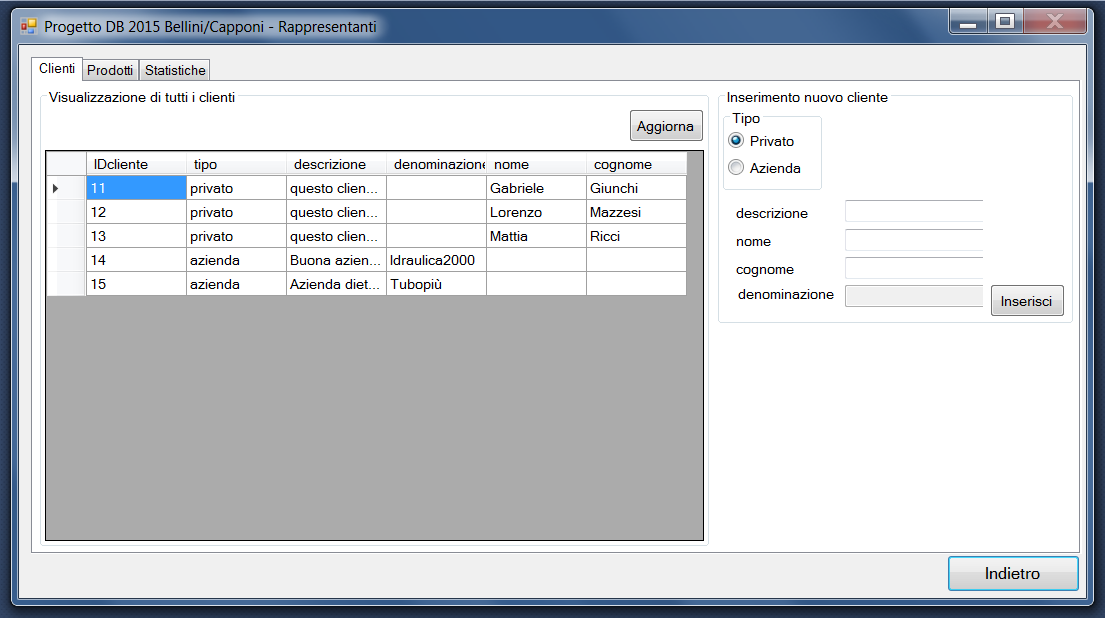 Progetto DB 2015 Bellini/Capponi - Rappresentanti
Clienti Prodotti Statistiche
Visualizzazione di tutti i clienti
Aggiorna
IDcliente tipo descrizione denominazione nome cognome
11 privato questo clien... Gabriele Giunchi
12 privato questo clien... Lorenzo Mazzesi
13 privato questo clien... Mattia Ricci
14 azienda Buona azien... Idraulica2000
15 azienda Azienda diet... Tubopiù
Inserimento nuovo cliente
Tipo
Privato
Azienda
descrizione
nome
cognome
denominazione
Inserisci
Indietro